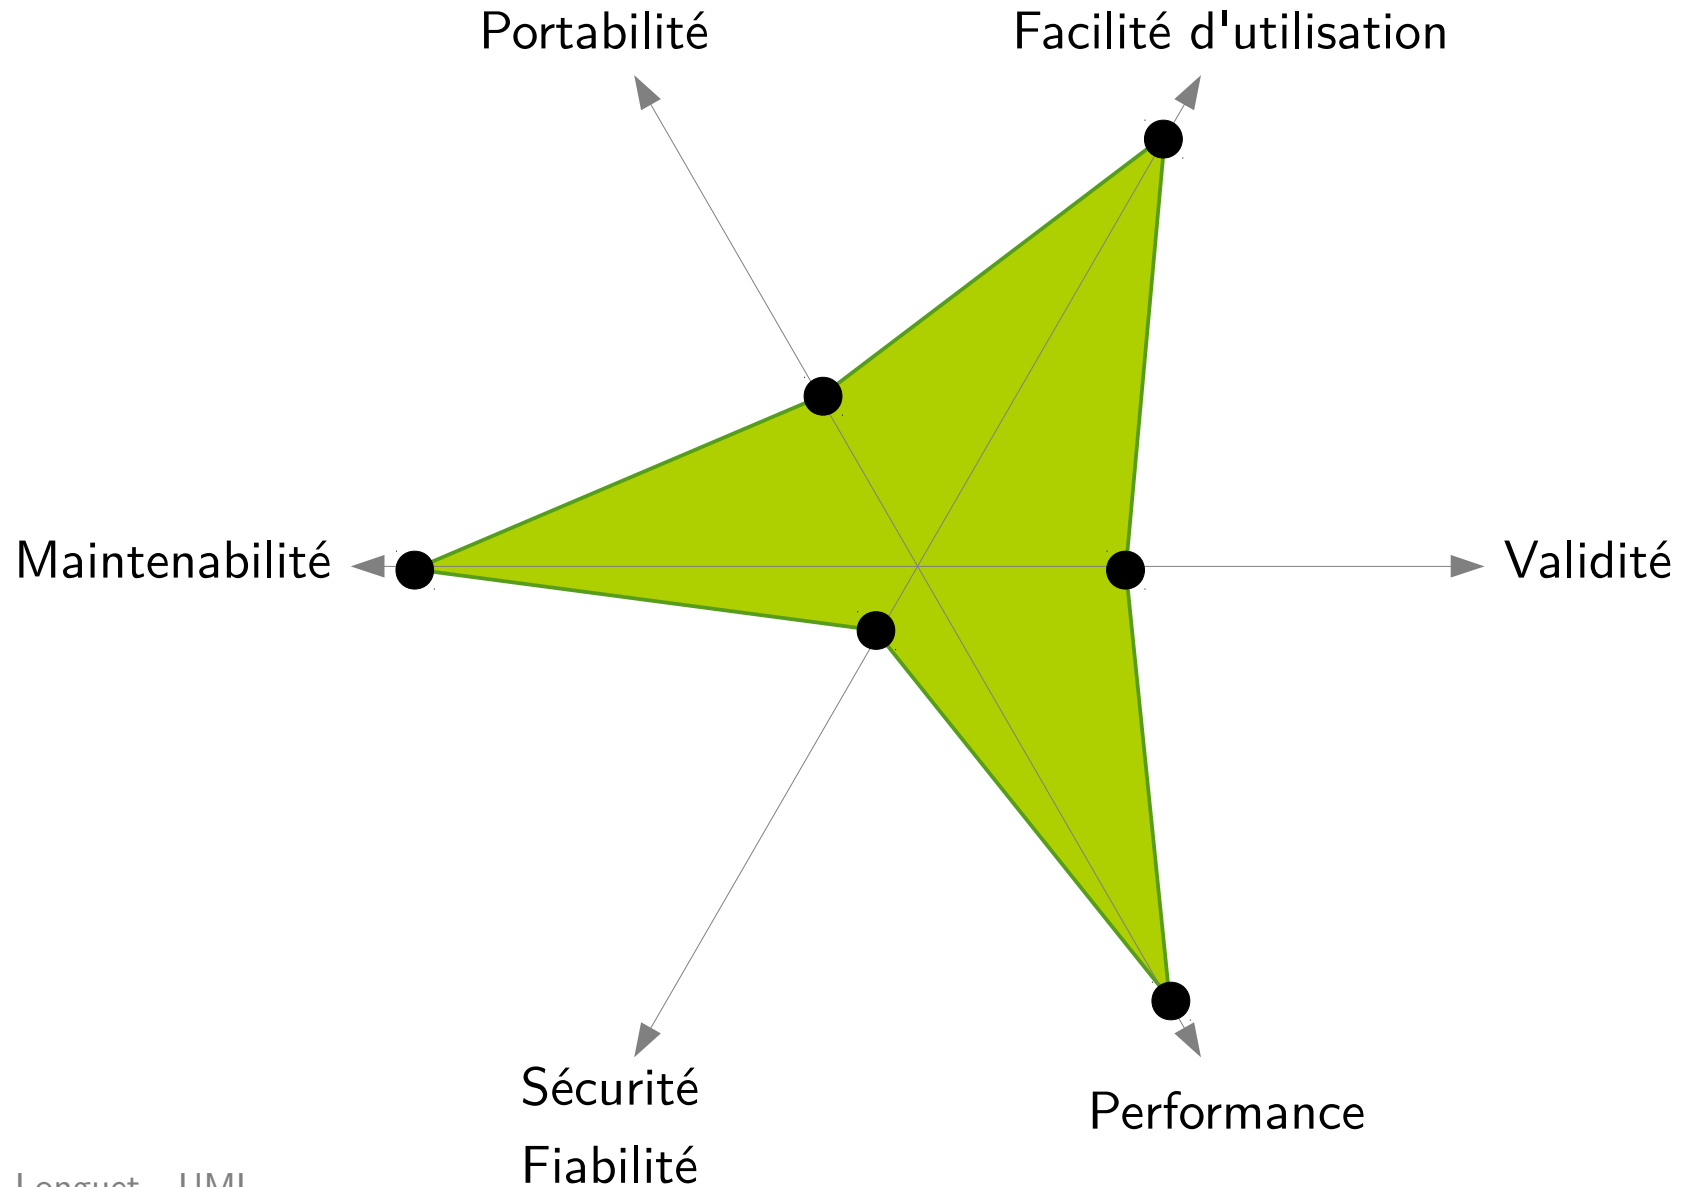 Portabilité
Facilité d'utilisation
Maintenabilité
Validité
Sécurité
Fiabilité
Performance